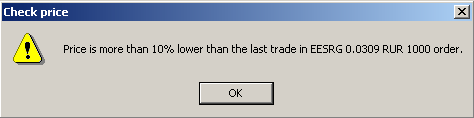 Check price
Price is more than 10% lower than the last trade in EESRG 0.0309 RUR 1000 order.
OK